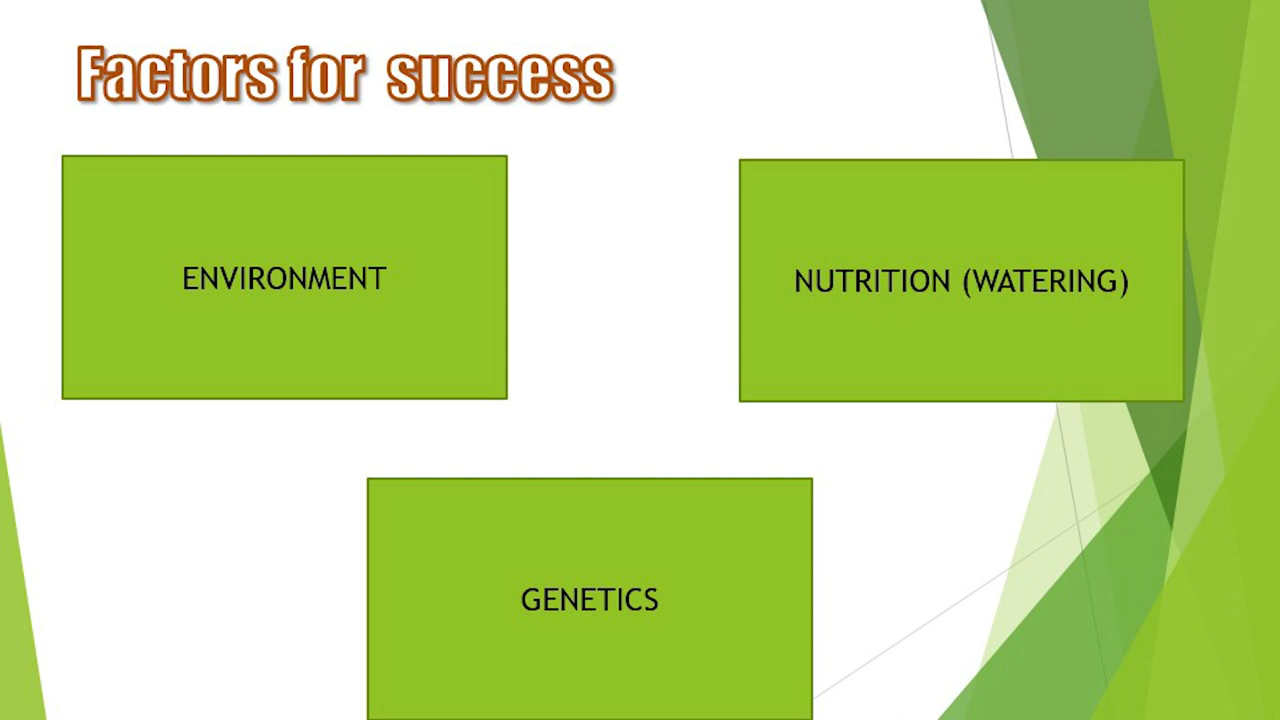 Factors for success
ENVIRONMENT
NUTRITION (WATERING)
GENETICS